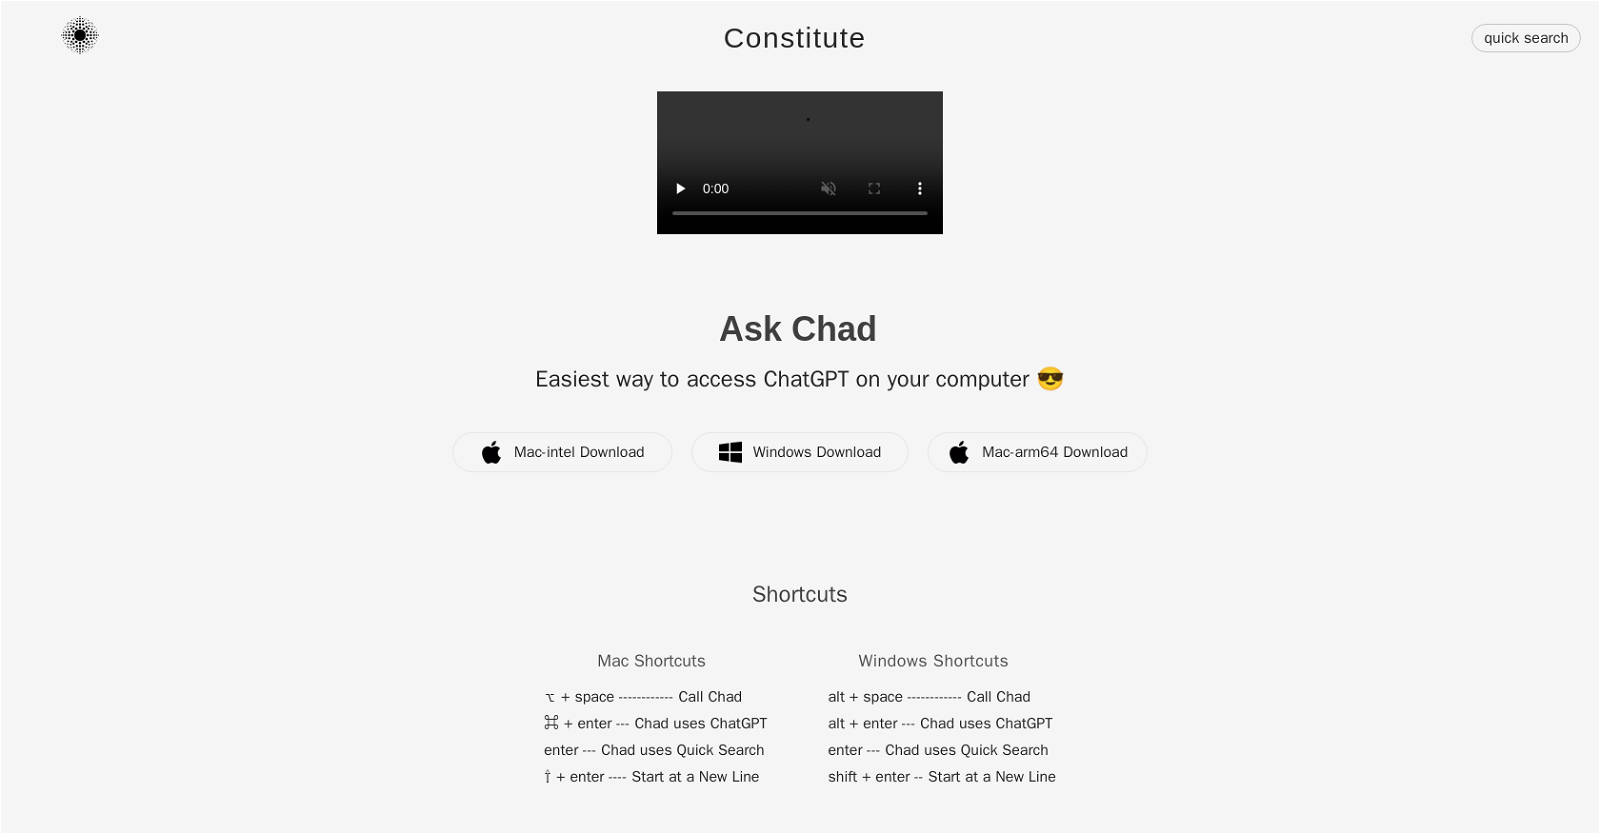 Constitute
quick search
0:00
Ask Chad
Easiest way to access ChatGPT on your computer 😎
Mac-intel Download
Windows Download
Mac-arm64 Download
Shortcuts
Mac Shortcuts
⌥ + space ------------ Call Chad
⌘ + enter --- Chad uses ChatGPT
enter --- Chad uses Quick Search
⇧ + enter ---- Start at a New Line
Windows Shortcuts
alt + space ------------ Call Chad
alt + enter --- Chad uses ChatGPT
enter --- Chad uses Quick Search
shift + enter -- Start at a New Line